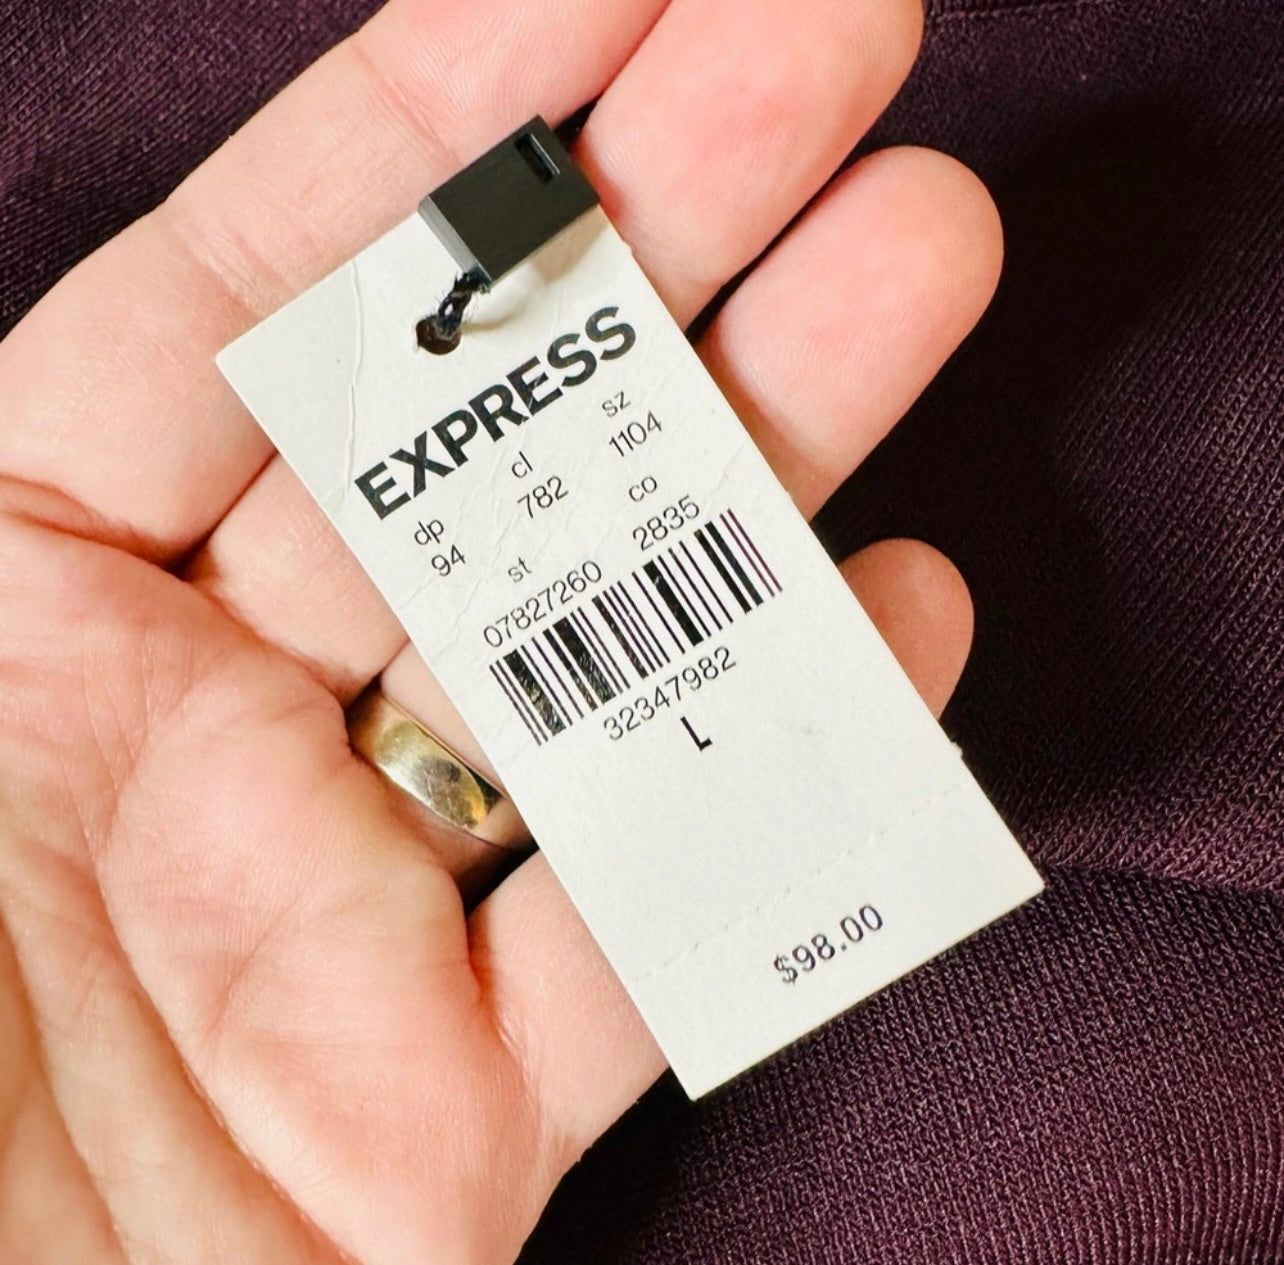 EXPRESS
dp cl sz
94 782 1104
st co
07827260 2835
32347982
L
$98.00